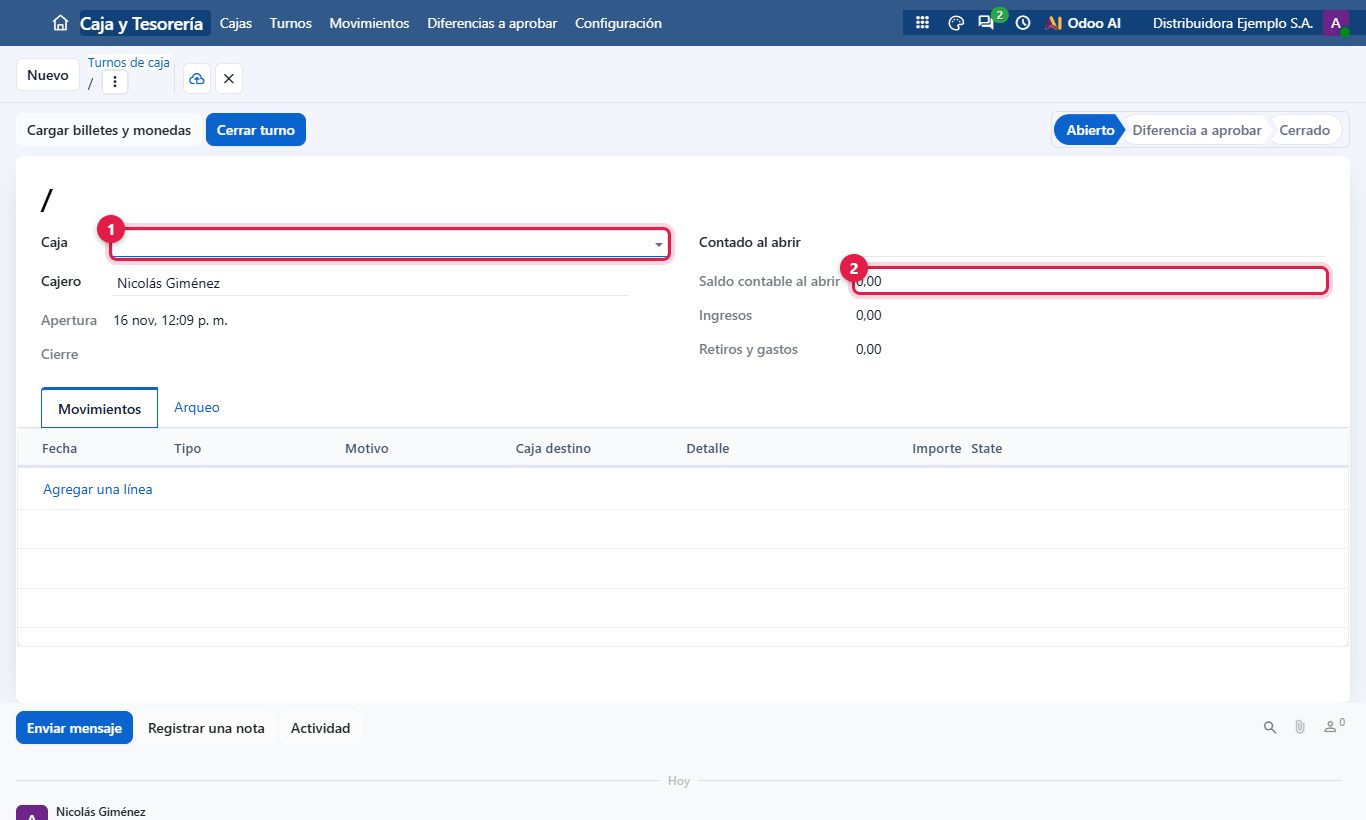 Caja y Tesorería Cajas Turnos Movimientos Diferencias a aprobar Configuración 2 Odoo AI Distribuidora Ejemplo S.A. A
Nuevo Turnos de caja
/
Cargar billetes y monedas Cerrar turno Abierto Diferencia a aprobar Cerrado
/
1
Caja Contado al abrir
2
Cajero Nicolás Giménez Saldo contable al abrir 0,00
Apertura 16 nov, 12:09 p. m. Ingresos 0,00
Cierre Retiros y gastos 0,00
Movimientos Arqueo
Fecha Tipo Motivo Caja destino Detalle Importe State
Agregar una línea
Enviar mensaje Registrar una nota Actividad 0
Hoy
A Nicolás Giménez